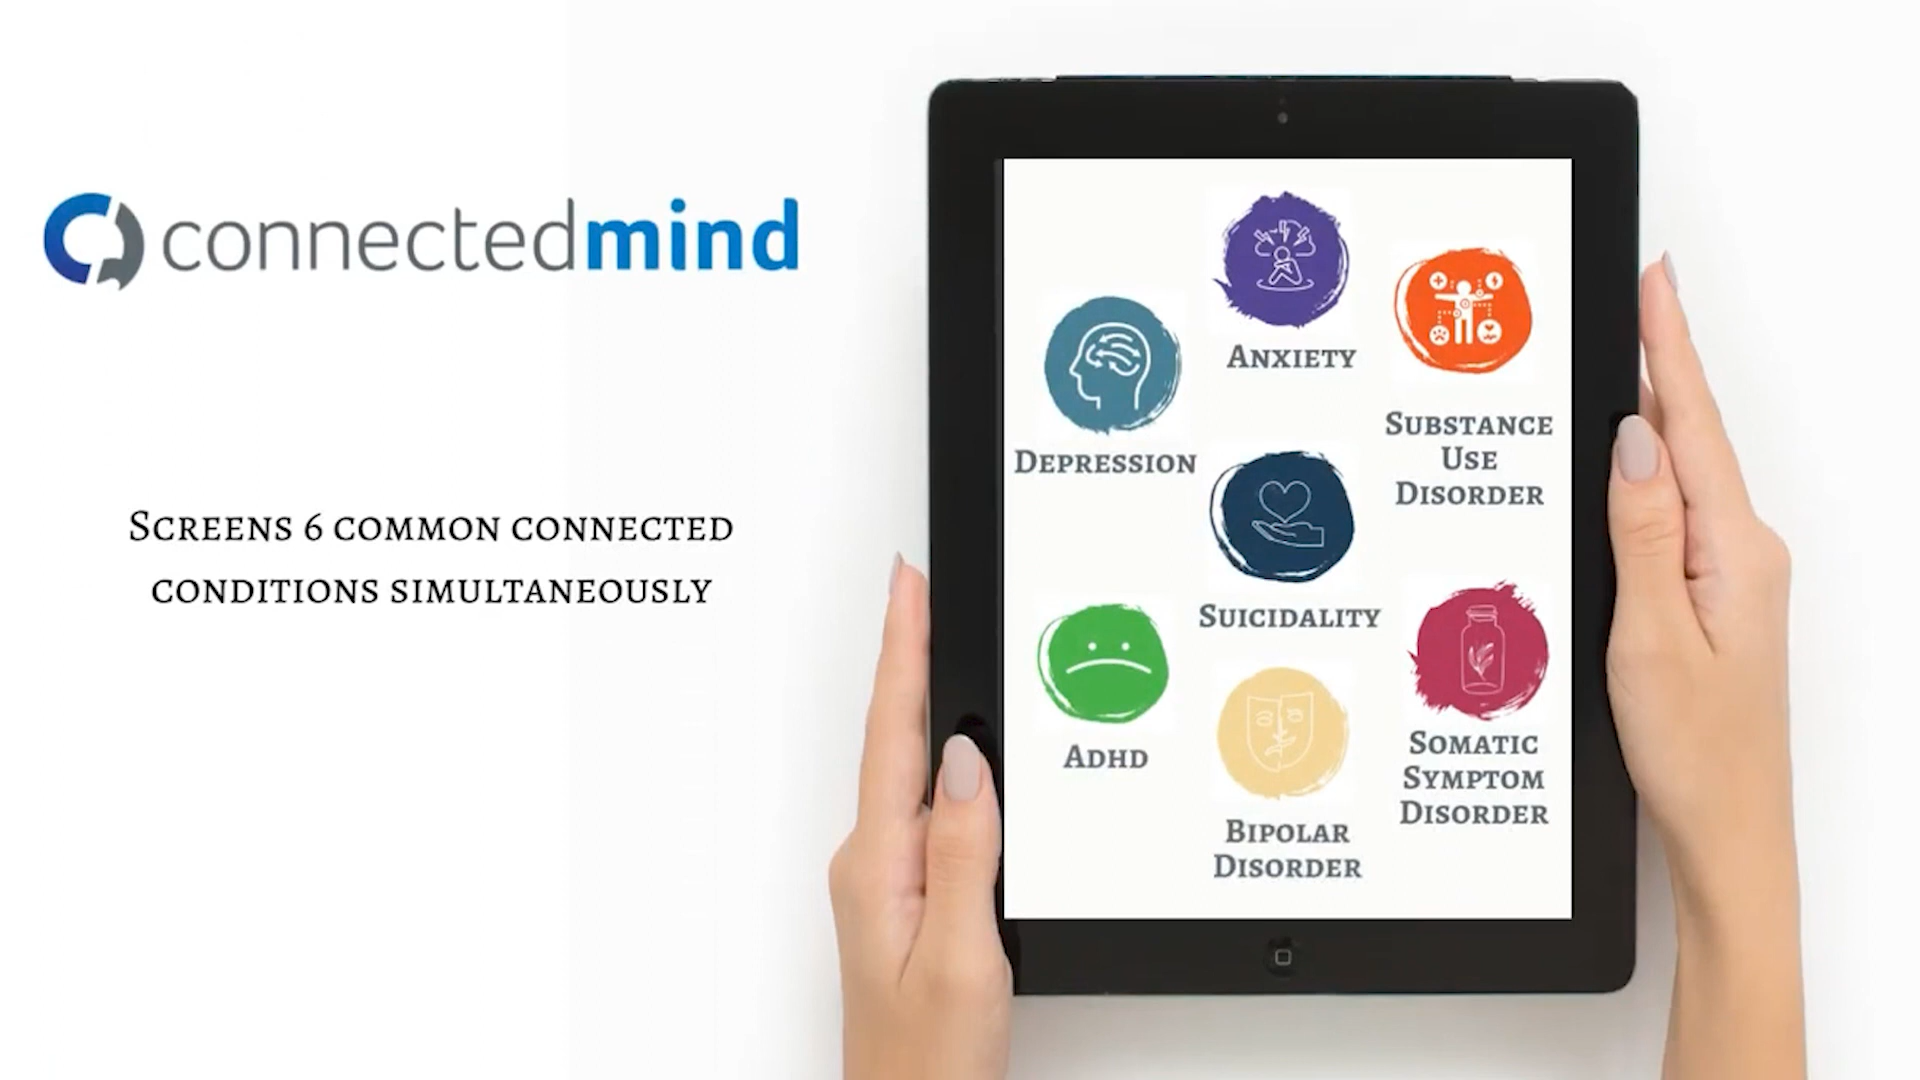 connectedmind
Screens 6 common connected
conditions simultaneously
Anxiety
Depression
Substance
Use
Disorder
Suicidality
ADHD
Bipolar
Disorder
Somatic
Symptom
Disorder